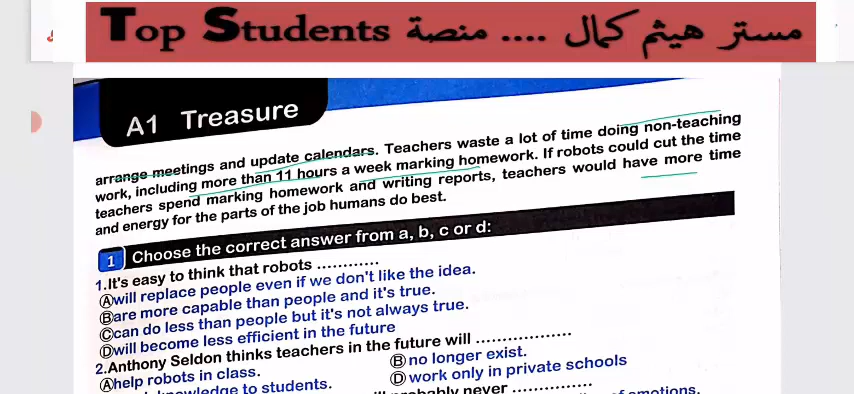 Top Students مستر هيثم كمال .... منصة
A1 Treasure
arrange meetings and update calendars. Teachers waste a lot of time doing non-teaching
work, including more than 11 hours a week marking homework. If robots could cut the time
teachers spend marking homework and writing reports, teachers would have more time
and energy for the parts of the job humans do best.
1 Choose the correct answer from a, b, c or d:
1.It's easy to think that robots ............
Ⓐwill replace people even if we don't like the idea.
Ⓑare more capable than people and it's true.
Ⓒcan do less than people but it's not always true.
Ⓓwill become less efficient in the future
2.Anthony Seldon thinks teachers in the future will ..................
Ⓐhelp robots in class. Ⓑno longer exist.
to students. Ⓓwork only in private schools
never ...............
emotions.